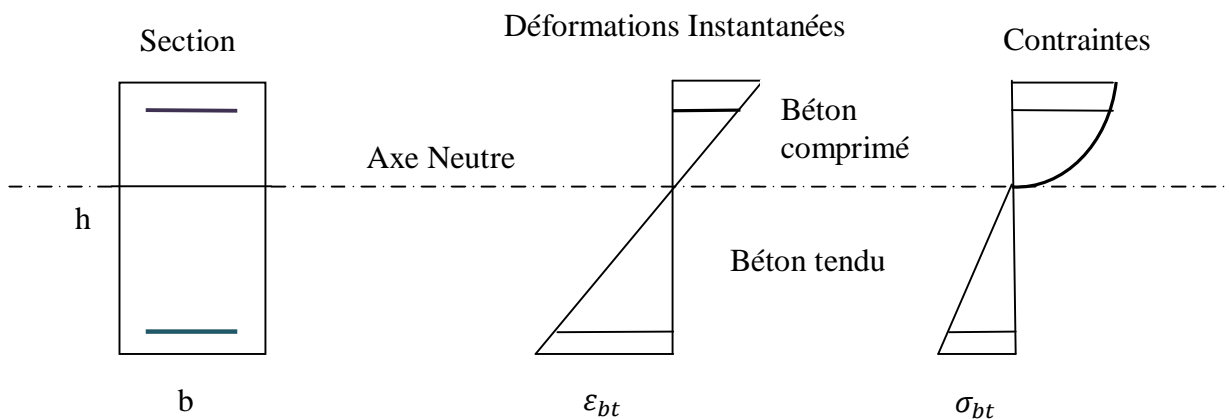 Section
Déformations Instantanées
Contraintes
Béton
comprimé
Axe Neutre
h
Béton tendu
b
ε_bt
σ_bt